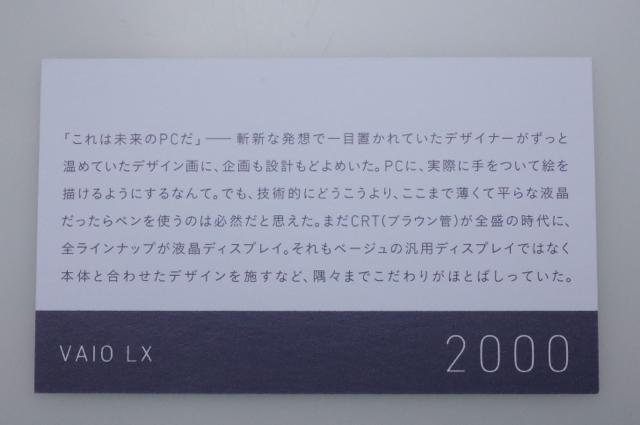 「これは未来のPCだ」── 斬新な発想で一目置かれていたデザイナーがずっと
温めていたデザイン画に、企画も設計もどよめいた。PCに、実際に手をついて絵を
描けるようにするなんて。でも、技術的にどうこうより、ここまで薄くて平らな液晶
だったらペンを使うのは必然だと思えた。まだCRT(ブラウン管)が全盛の時代に、
全ラインナップが液晶ディスプレイ。それもベージュの汎用ディスプレイではなく
本体と合わせたデザインを施すなど、隅々までこだわりがほとばしっていた。
VAIO LX 2000